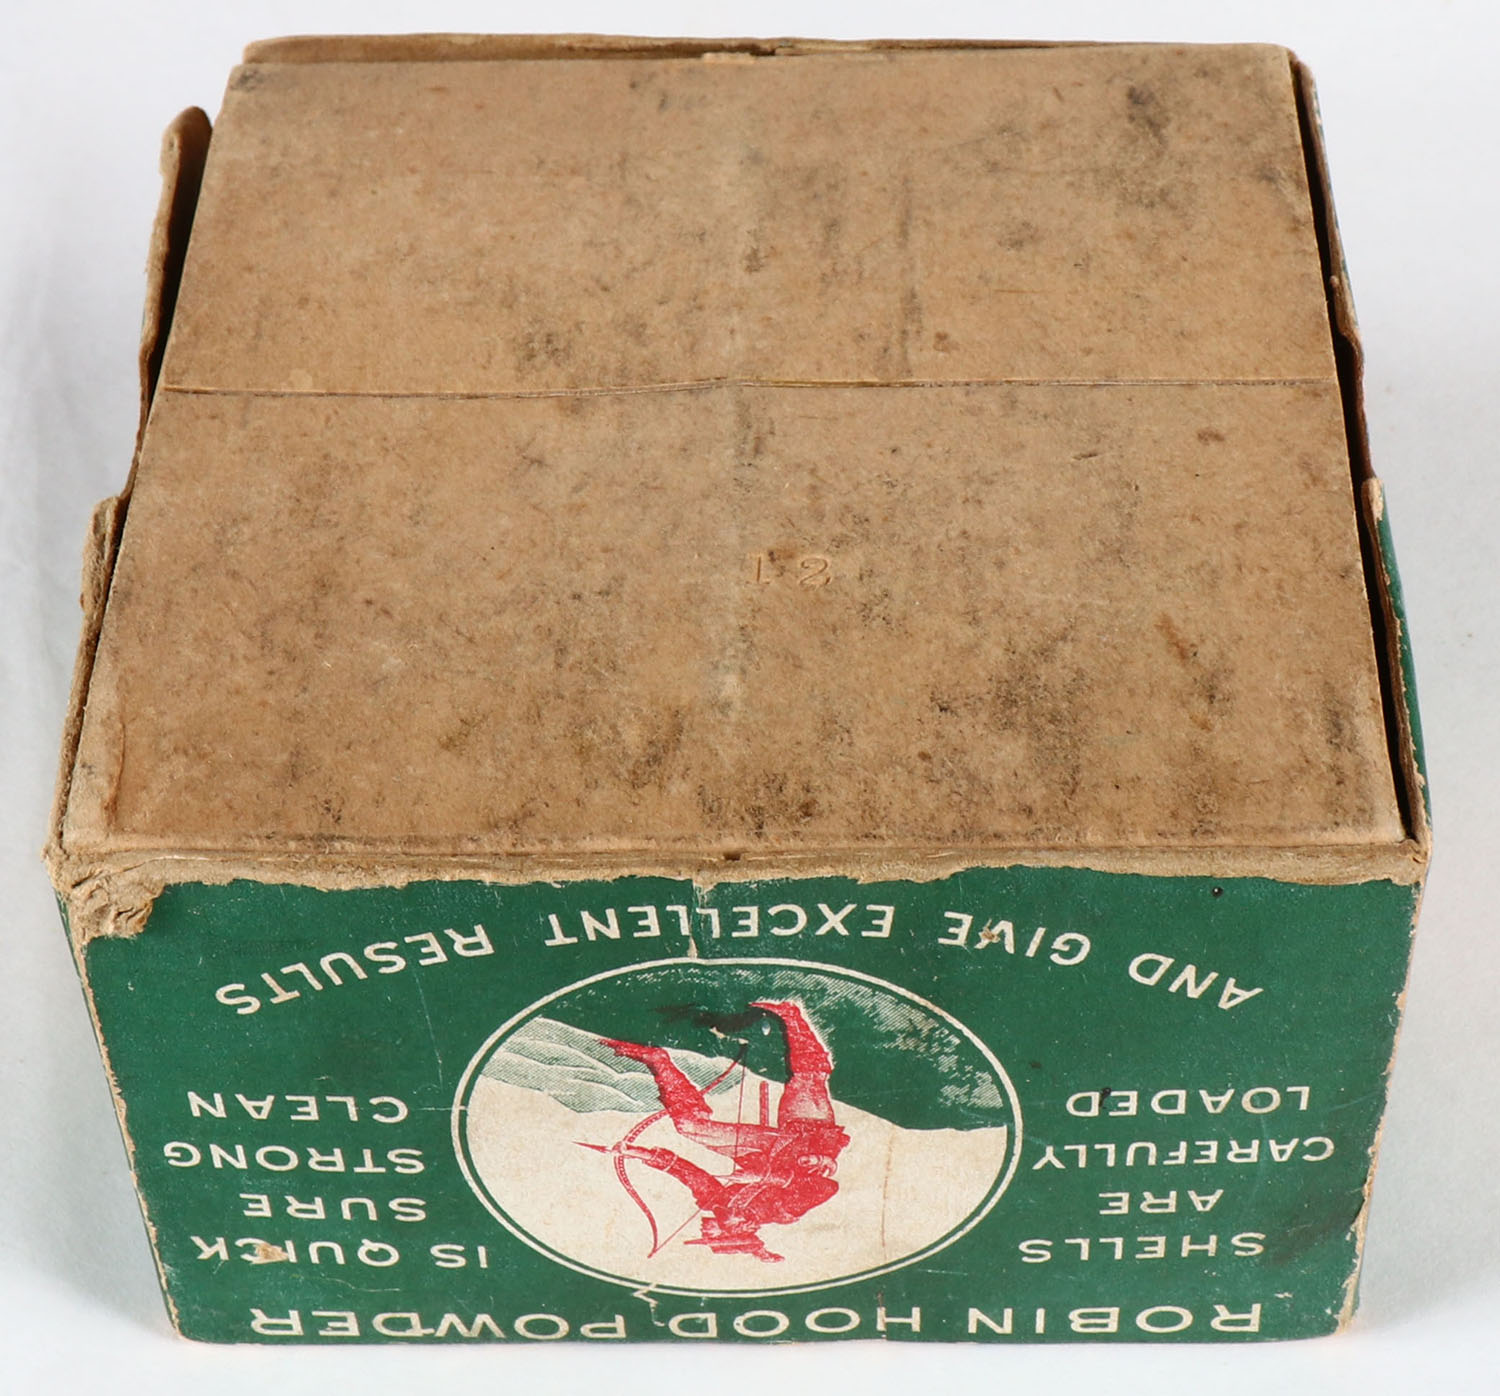 12
ROBIN HOOD POWDER
SHELLS
ARE
CAREFULLY
LOADED
IS QUICK
SURE
STRONG
CLEAN
AND GIVE EXCELLENT RESULTS